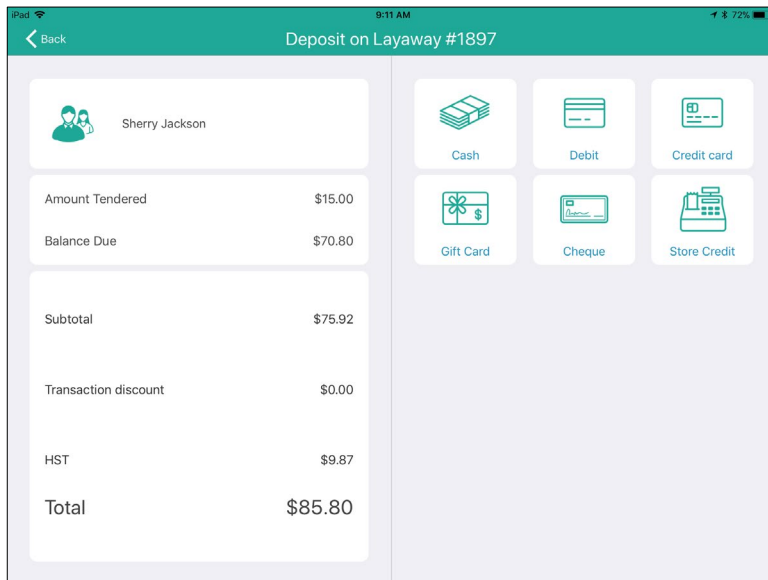 iPad 9:11 AM 72%
Back Deposit on Layaway #1897
Sherry Jackson
Amount Tendered $15.00
Balance Due $70.80
Subtotal $75.92
Transaction discount $0.00
HST $9.87
Total $85.80
Cash Debit Credit card
$
Gift Card Cheque Store Credit